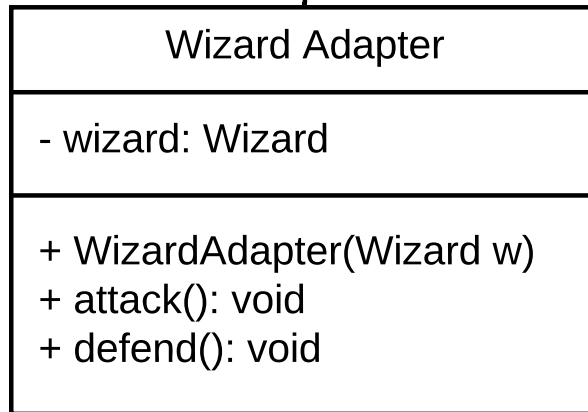 Wizard Adapter
- wizard: Wizard
+ WizardAdapter(Wizard w)
+ attack(): void
+ defend(): void